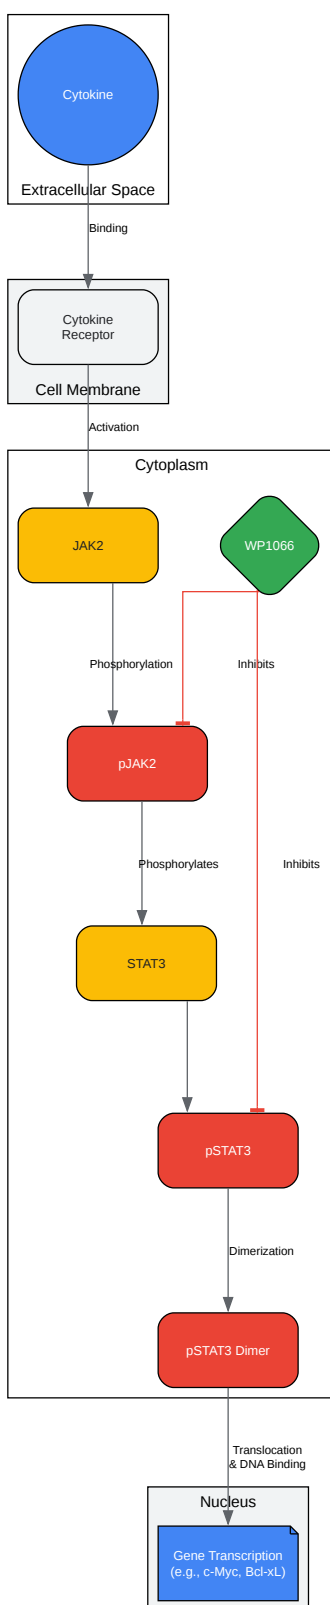 Cytokine
Extracellular Space
Binding
Cytokine
Receptor
Cell Membrane
Activation
Cytoplasm
JAK2
WP1066
Phosphorylation
Inhibits
pJAK2
Phosphorylates
Inhibits
STAT3
pSTAT3
Dimerization
pSTAT3 Dimer
Translocation
& DNA Binding
Nucleus
Gene Transcription
(e.g., c-Myc, Bcl-xL)